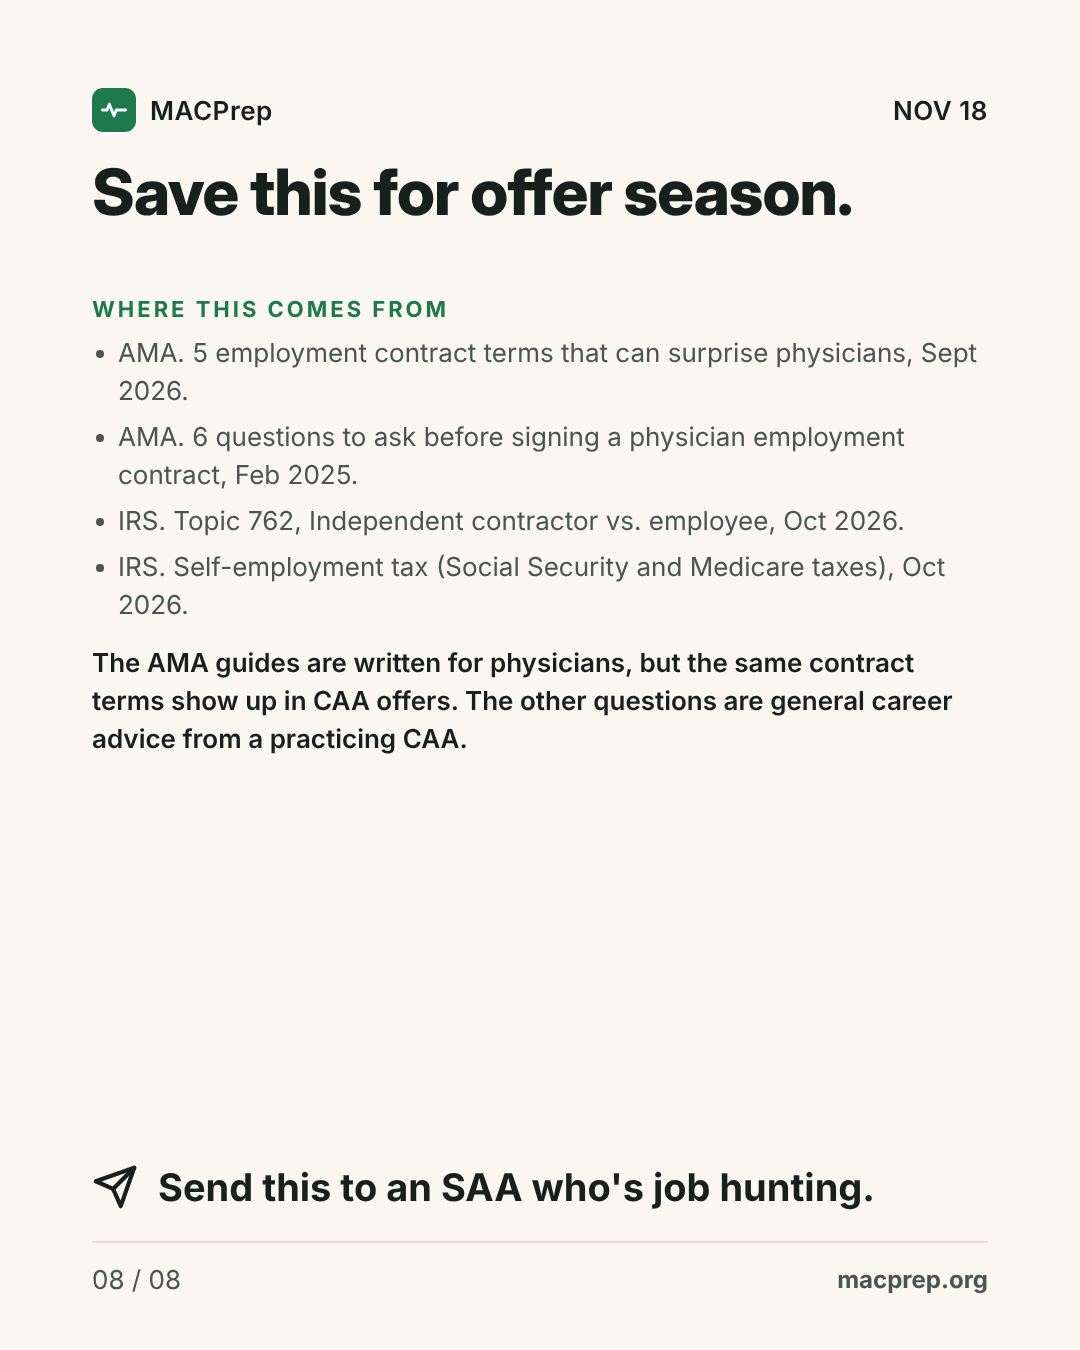 MACPrep
NOV 18
Save this for offer season.
WHERE THIS COMES FROM
• AMA. 5 employment contract terms that can surprise physicians, Sept
2026.
• AMA. 6 questions to ask before signing a physician employment
contract, Feb 2025.
• IRS. Topic 762, Independent contractor vs. employee, Oct 2026.
• IRS. Self-employment tax (Social Security and Medicare taxes), Oct
2026.
The AMA guides are written for physicians, but the same contract
terms show up in CAA offers. The other questions are general career
advice from a practicing CAA.
Send this to an SAA who's job hunting.
08 / 08
macprep.org